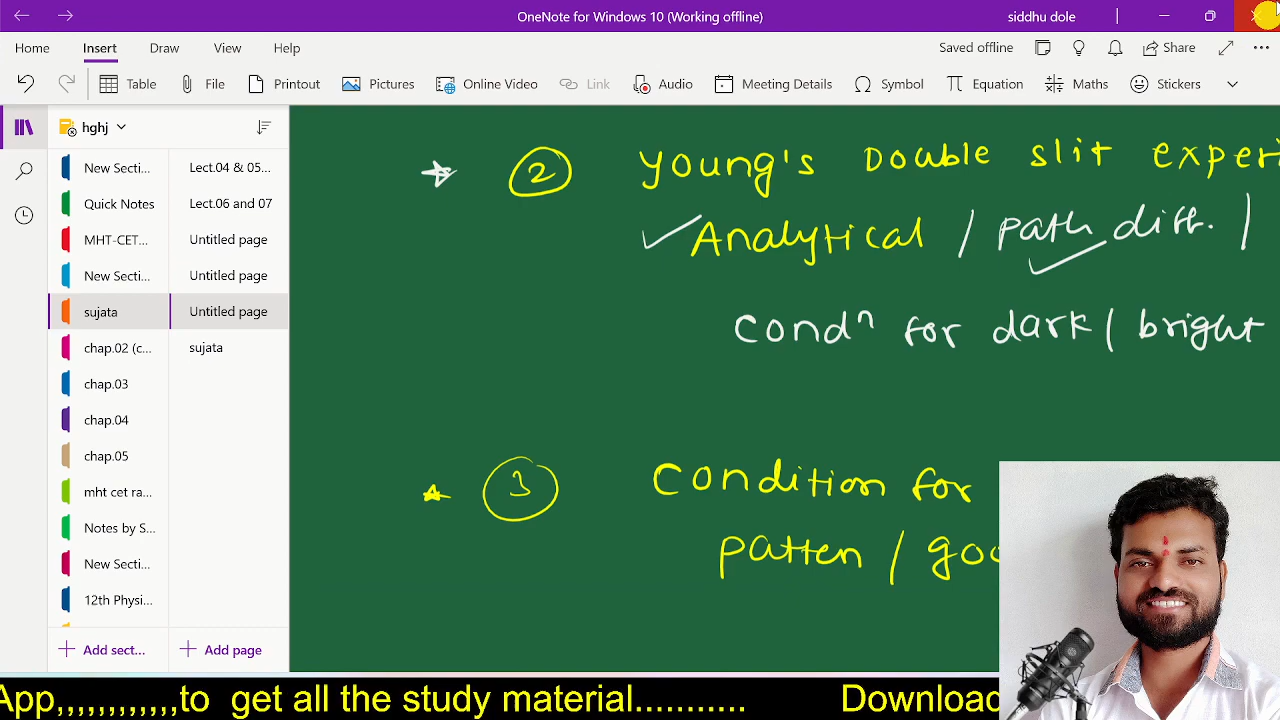 OneNote for Windows 10 (Working offline)
siddhu dole
Home Insert Draw View Help
Saved offline
Share
Table File Printout Pictures Online Video Link Audio Meeting Details Symbol Equation Maths Stickers
hghj
New Secti...
Quick Notes
MHT-CET...
New Secti...
sujata
chap.02 (c...
chap.03
chap.04
chap.05
mht cet ra...
Notes by S...
New Secti...
12th Physi...
Add sect...
Lect.04 & 05...
Lect.06 and 07
Untitled page
Untitled page
Untitled page
sujata
Add page
2 Young's Double slit experi
Analytical / path diff. /
condⁿ for dark / bright
3 Condition for
patten / goo
App,,,,,,,,,,,,to get all the study material........... Download